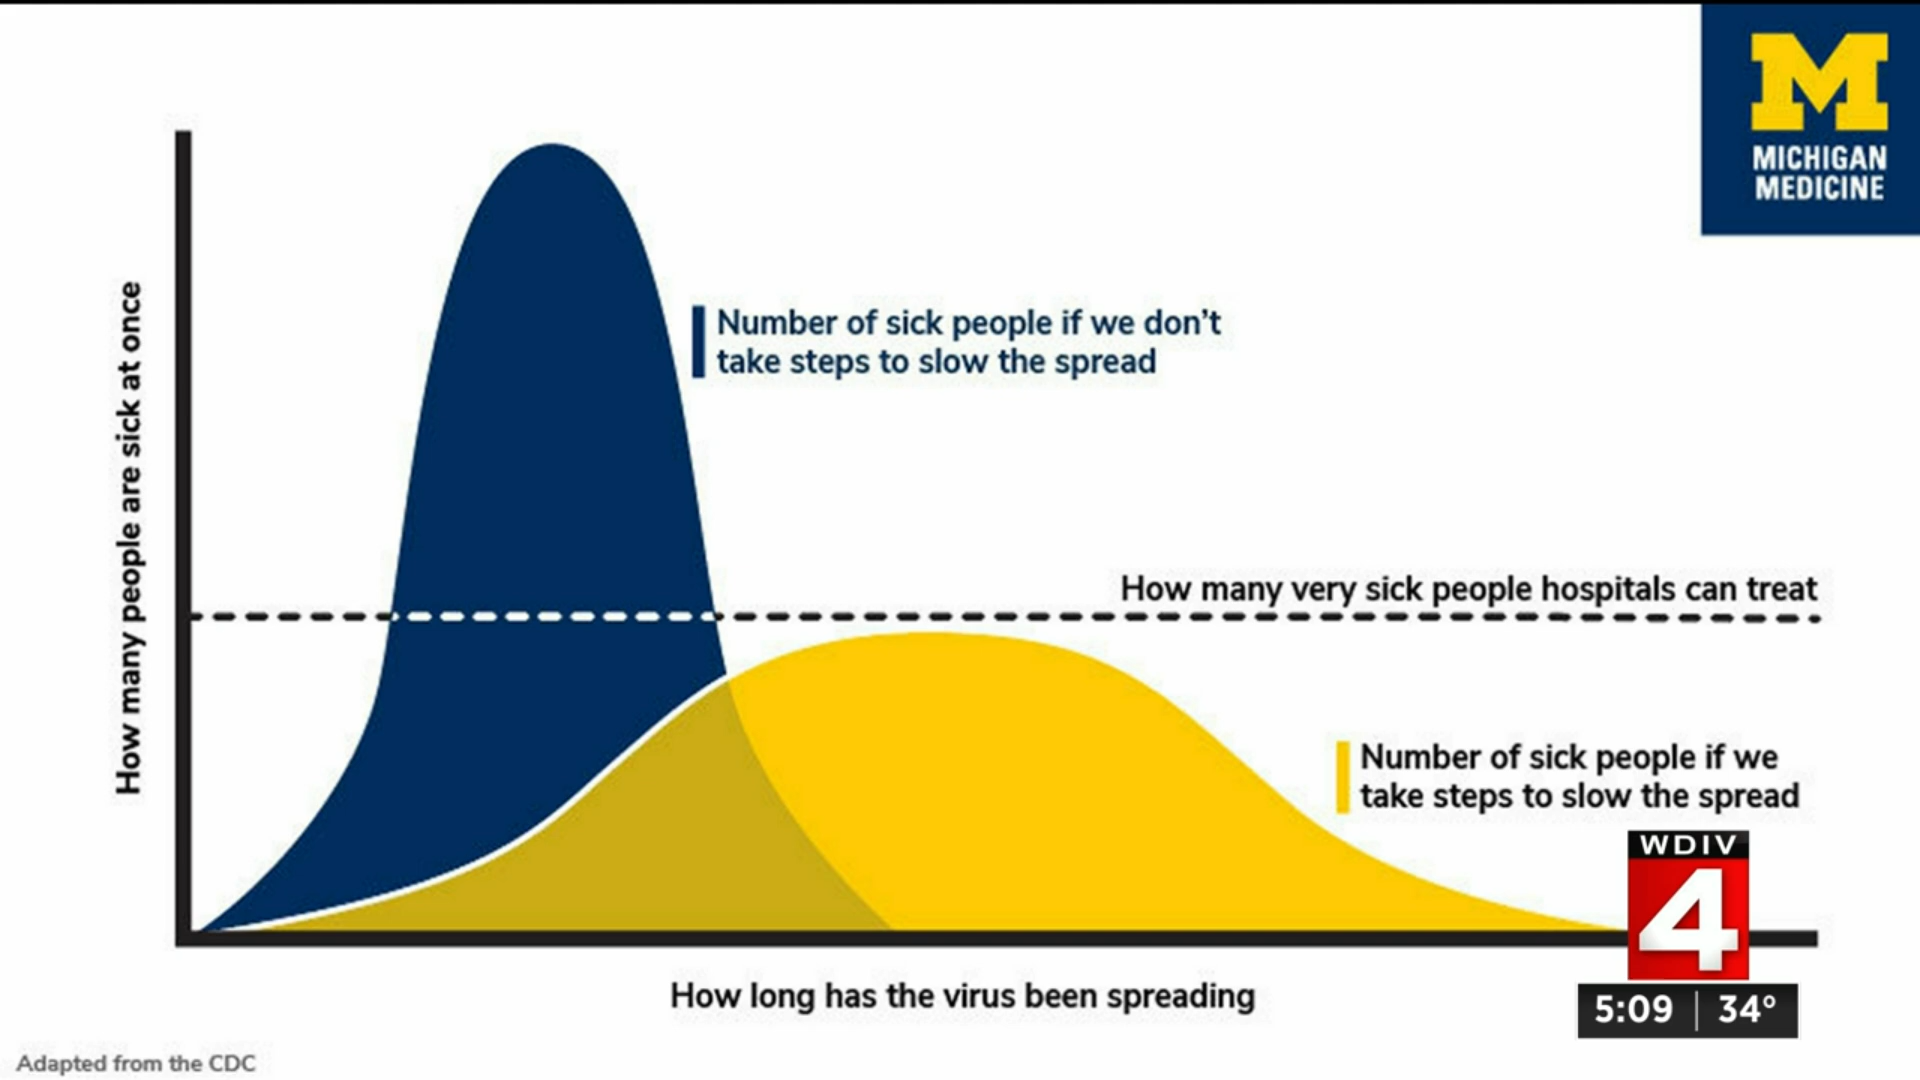 M
MICHIGAN
MEDICINE
How many people are sick at once
Number of sick people if we don't
take steps to slow the spread
How many very sick people hospitals can treat
Number of sick people if we
take steps to slow the spread
WDIV
4
How long has the virus been spreading
5:09 | 34°
Adapted from the CDC